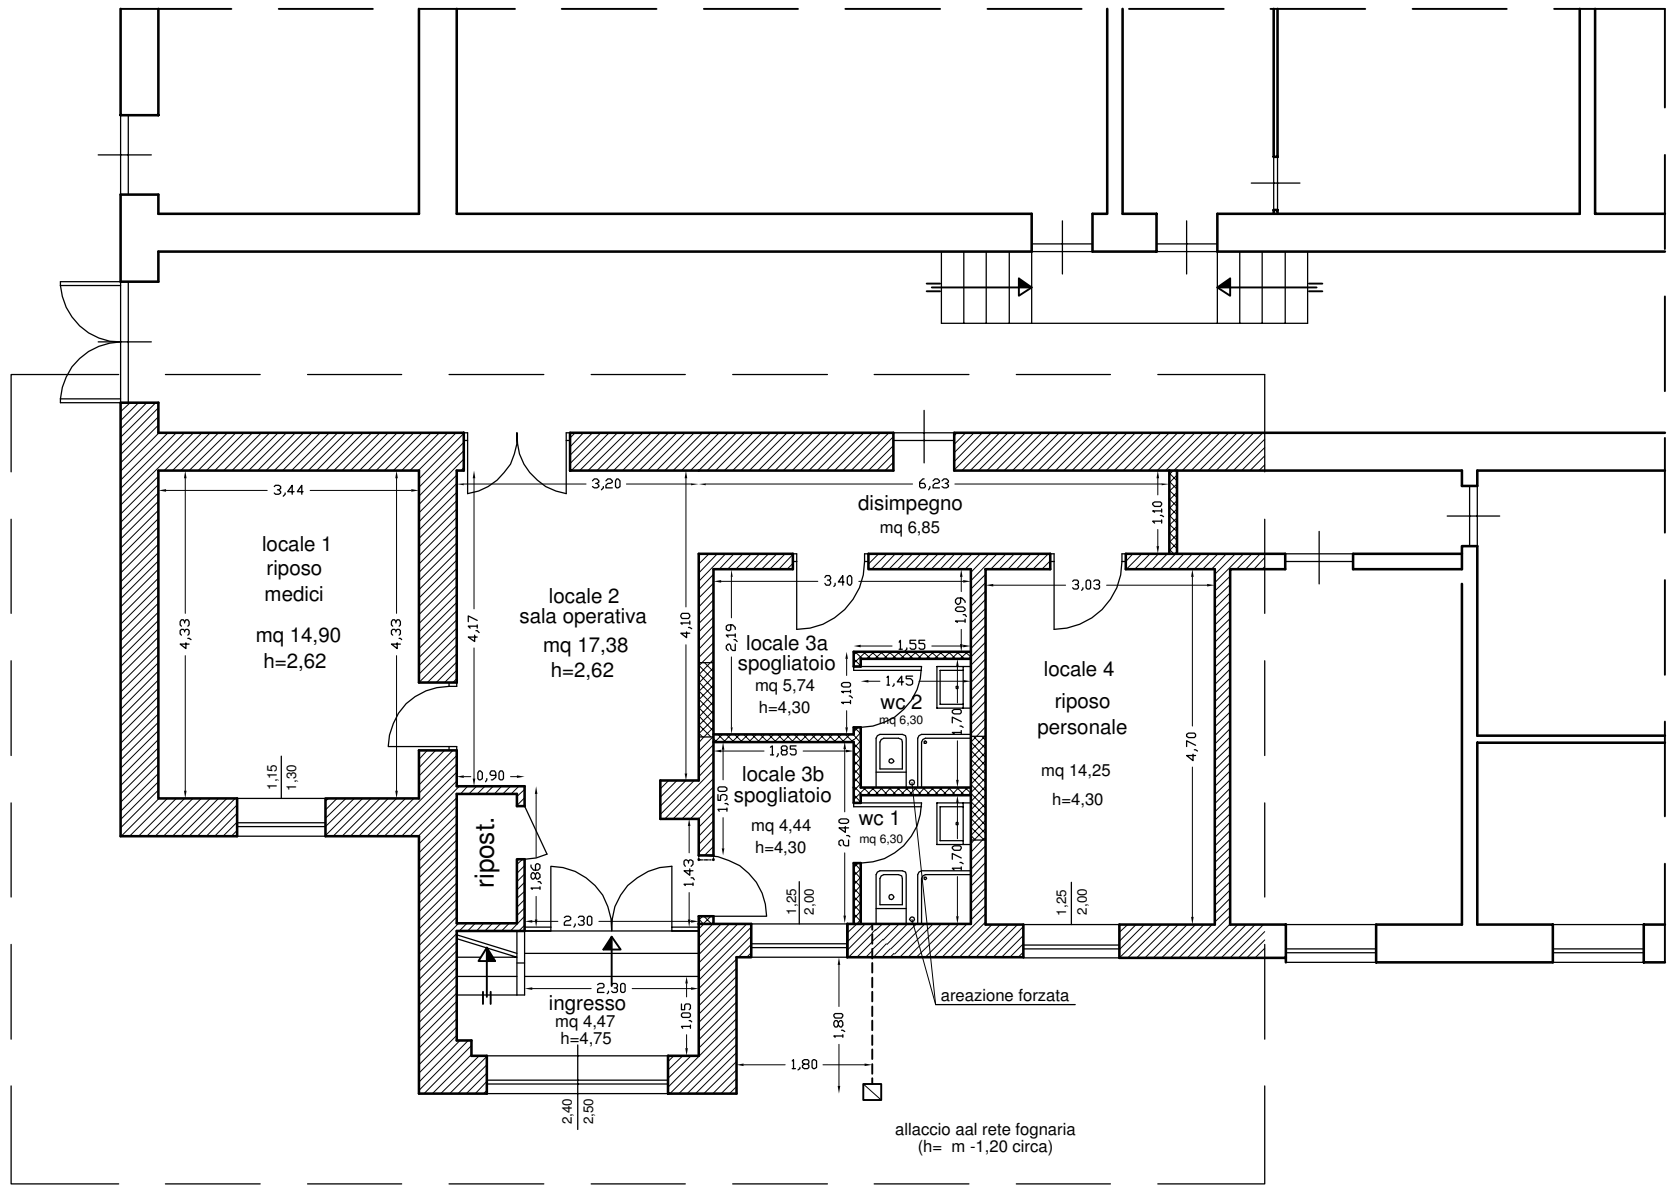 3,44
3,20
6,23
disimpegno
mq 6,85
1,10
locale 1
riposo
medici
mq 14,90
h=2,62
4,33
4,33
1,15
1,30
4,17
locale 2
sala operativa
mq 17,38
h=2,62
4,10
3,40
2,19
1,09
locale 3a
spogliatoio
mq 5,74
h=4,30
1,55
1,10
1,45
wc 2
mq 6,30
1,70
3,03
locale 4
riposo
personale
mq 14,25
h=4,30
4,70
1,25
2,00
0,90
ripost.
1,86
1,43
2,30
1,85
1,50
locale 3b
spogliatoio
mq 4,44
h=4,30
2,40
1,25
2,00
wc 1
mq 6,30
1,70
2,30
ingresso
mq 4,47
h=4,75
1,05
2,40
2,50
areazione forzata
1,80
1,80
allaccio aal rete fognaria
(h= m -1,20 circa)